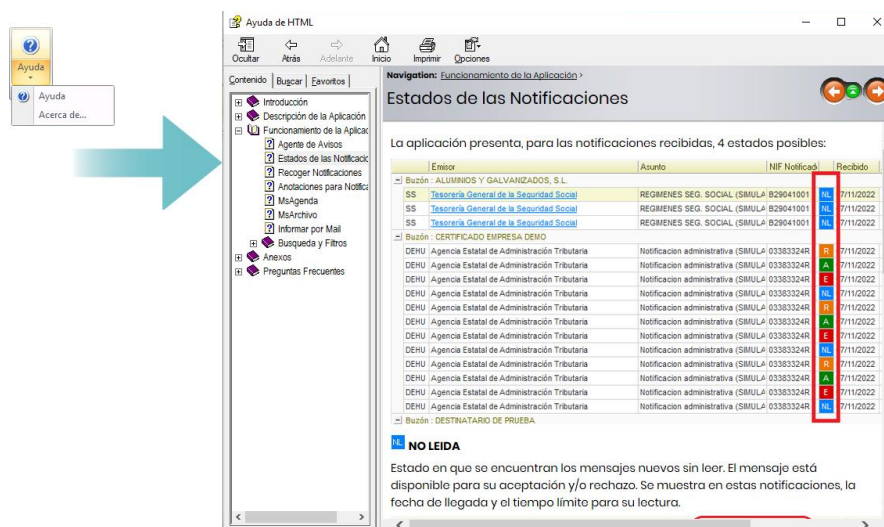 Ayuda
Ayuda
Acerca de...
Ayuda de HTML
Ocultar Atrás Adelante Inicio Imprimir Opciones
Contenido Buscar Favoritos
Introducción
Descripción de la Aplicación
Funcionamiento de la Aplicac
Agente de Avisos
Estados de las Notificacic
Recoger Notificaciones
Anotaciones para Notifica
MsAgenda
MsArchivo
Informar por Mail
Busqueda y Filtros
Anexos
Preguntas Frecuentes
Navigation: Funcionamiento de la Aplicación >
Estados de las Notificaciones
La aplicación presenta, para las notificaciones recibidas, 4 estados posibles:
Emisor Asunto NIF Notificad Recibido
Buzón : ALUMINIOS Y GALVANIZADOS, S.L.
SS Tesorería General de la Seguridad Social REGIMENES SEG. SOCIAL (SIMULA B29041001 NL 7/11/2022
SS Tesorería General de la Seguridad Social REGIMENES SEG. SOCIAL (SIMULA B29041001 NL 7/11/2022
SS Tesorería General de la Seguridad Social REGIMENES SEG. SOCIAL (SIMULA B29041001 NL 7/11/2022
Buzón : CERTIFICADO EMPRESA DEMO
DEHU Agencia Estatal de Administración Tributaria Notificacion administrativa (SIMULA 03383324R R 7/11/2022
DEHU Agencia Estatal de Administración Tributaria Notificacion administrativa (SIMULA 03383324R A 7/11/2022
DEHU Agencia Estatal de Administración Tributaria Notificacion administrativa (SIMULA 03383324R E 7/11/2022
DEHU Agencia Estatal de Administración Tributaria Notificacion administrativa (SIMULA 03383324R NL 7/11/2022
DEHU Agencia Estatal de Administración Tributaria Notificacion administrativa (SIMULA 03383324R R 7/11/2022
DEHU Agencia Estatal de Administración Tributaria Notificacion administrativa (SIMULA 03383324R A 7/11/2022
DEHU Agencia Estatal de Administración Tributaria Notificacion administrativa (SIMULA 03383324R E 7/11/2022
DEHU Agencia Estatal de Administración Tributaria Notificacion administrativa (SIMULA 03383324R NL 7/11/2022
DEHU Agencia Estatal de Administración Tributaria Notificacion administrativa (SIMULA 03383324R R 7/11/2022
DEHU Agencia Estatal de Administración Tributaria Notificacion administrativa (SIMULA 03383324R A 7/11/2022
DEHU Agencia Estatal de Administración Tributaria Notificacion administrativa (SIMULA 03383324R E 7/11/2022
DEHU Agencia Estatal de Administración Tributaria Notificacion administrativa (SIMULA 03383324R NL 7/11/2022
Buzón : DESTINATARIO DE PRUEBA
NL NO LEIDA
Estado en que se encuentran los mensajes nuevos sin leer. El mensaje está
disponible para su aceptación y/o rechazo. Se muestra en estas notificaciones, la
fecha de llegada y el tiempo límite para su lectura.